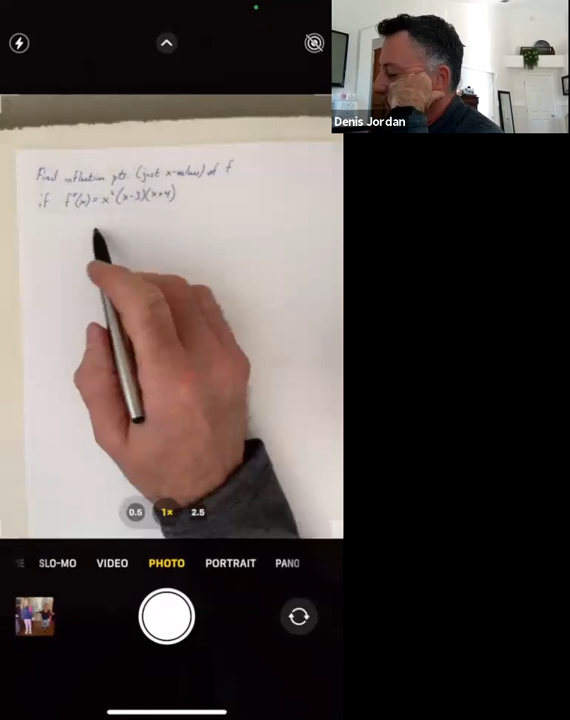 Denis Jordan
Find inflection pts. (just x-values) of f
if f"(x) = x²(x-3)(x+4)
0.5 1× 2.5
SLO-MO VIDEO PHOTO PORTRAIT PANO